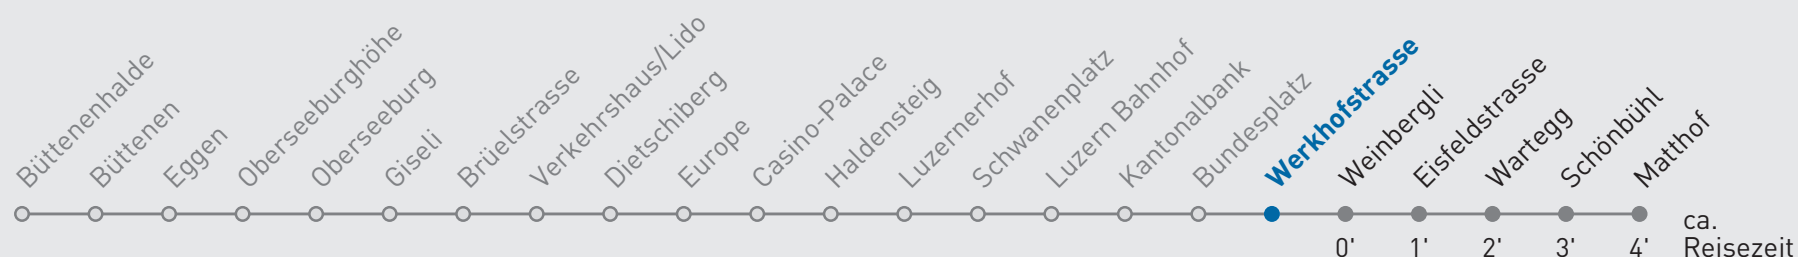 Büttenenhalde
Büttenen
Eggen
Oberseeburghöhe
Oberseeburg
Giseli
Brüelstrasse
Verkehrshaus/Lido
Dietschiberg
Europe
Casino-Palace
Haldensteig
Luzernerhof
Schwanenplatz
Luzern Bahnhof
Kantonalbank
Bundesplatz
Werkhofstrasse
Weinbergli
Eisfeldstrasse
Wartegg
Schönbühl
Matthof
ca.
0' 1' 2' 3' 4' Reisezeit